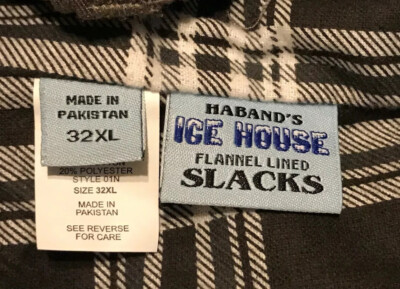 MADE IN
PAKISTAN
32XL
20% POLYESTER
STYLE 01N
SIZE 32XL
MADE IN
PAKISTAN
SEE REVERSE
FOR CARE
HABAND'S
ICE HOUSE
FLANNEL LINED
SLACKS